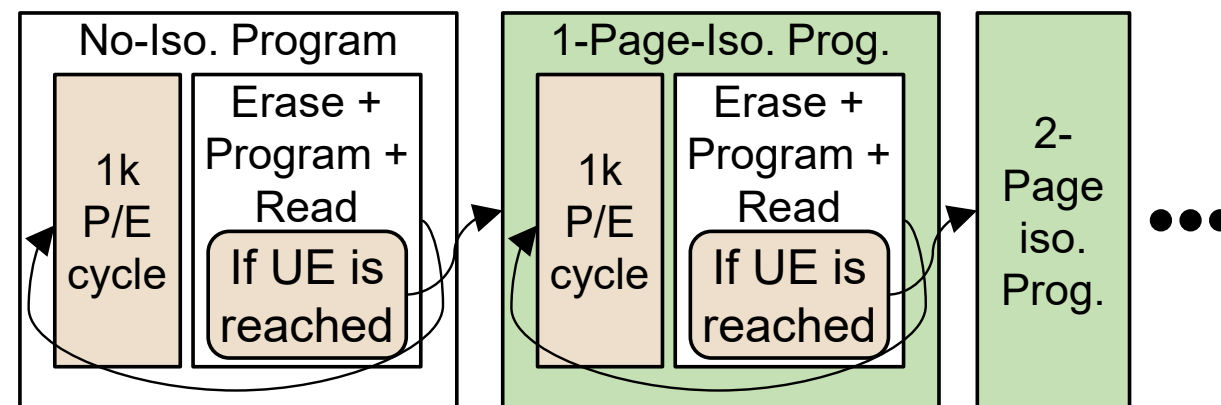 No-Iso. Program
1k
P/E
cycle
Erase +
Program +
Read
If UE is
reached
1-Page-Iso. Prog.
1k
P/E
cycle
Erase +
Program +
Read
If UE is
reached
2-
Page
iso.
Prog.